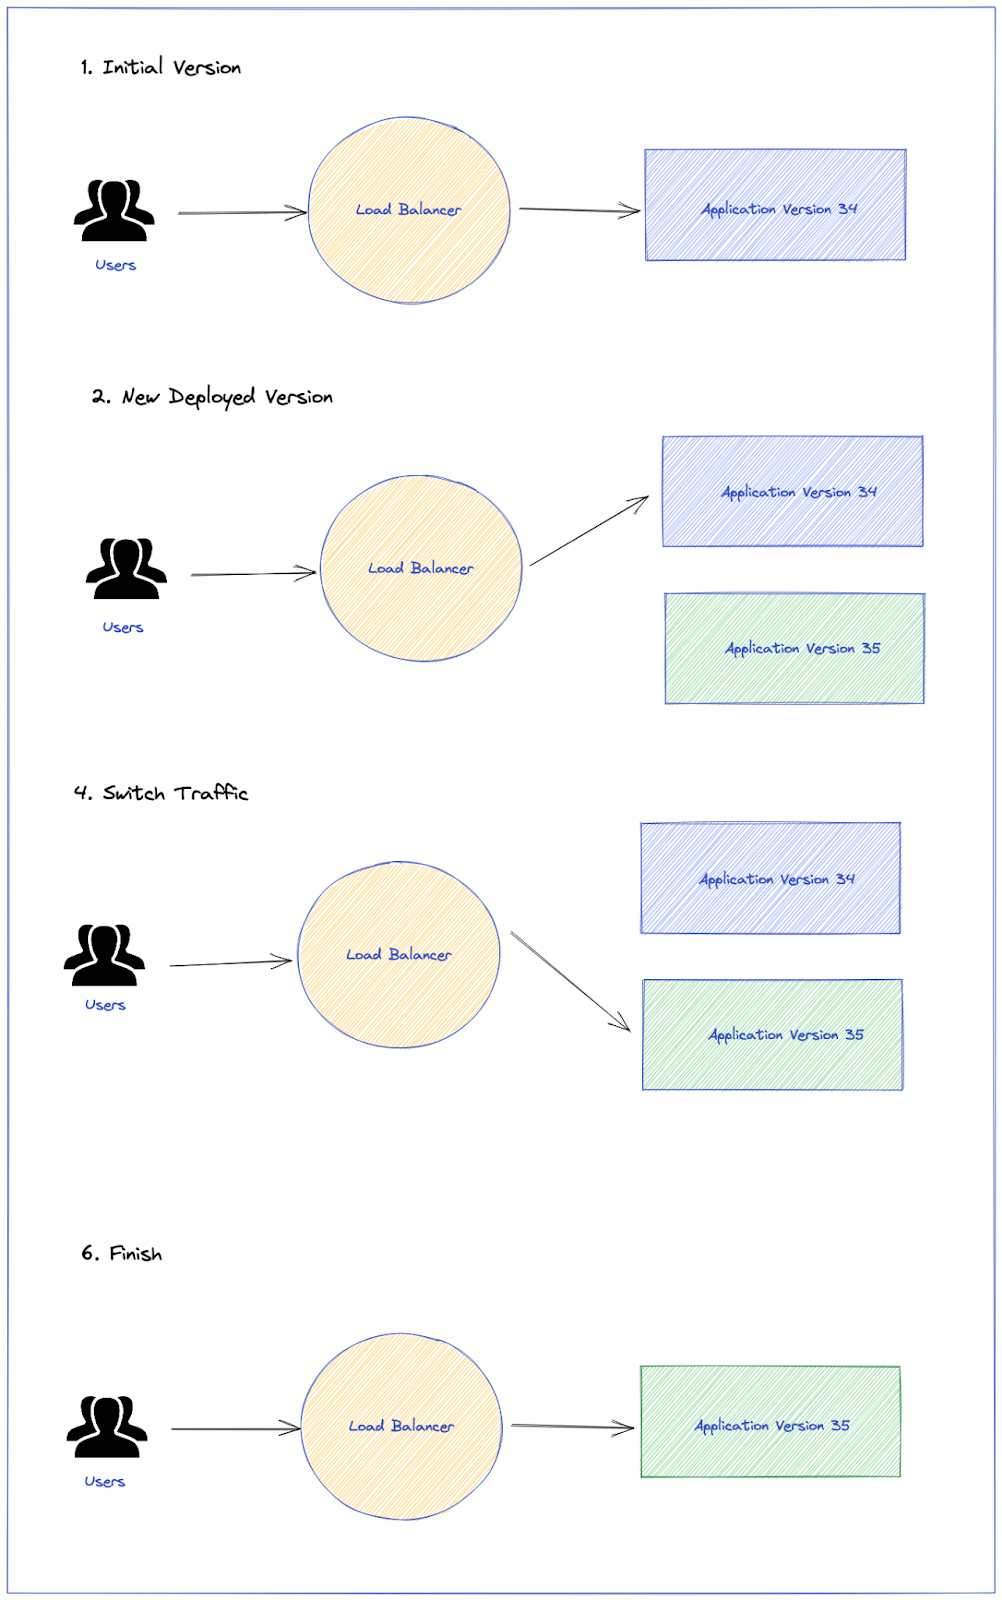 1. Initial Version
Users
Load Balancer
Application Version 34
2. New Deployed Version
Application Version 34
Load Balancer
Users
Application Version 35
4. Switch Traffic
Application Version 34
Load Balancer
Users
Application Version 35
6. Finish
Users
Load Balancer
Application Version 35